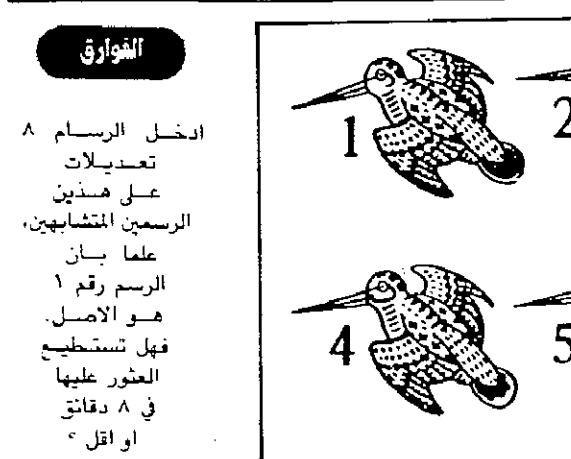 الفوارق
ادخل الرسام ٨
تعديلات
على هذين
الرسمين المتشابهين،
علما بان
الرسم رقم ١
هو الاصل.
فهل تستطيع
العثور عليها
في ٨ دقائق
او اقل ؟
1
2
4
5